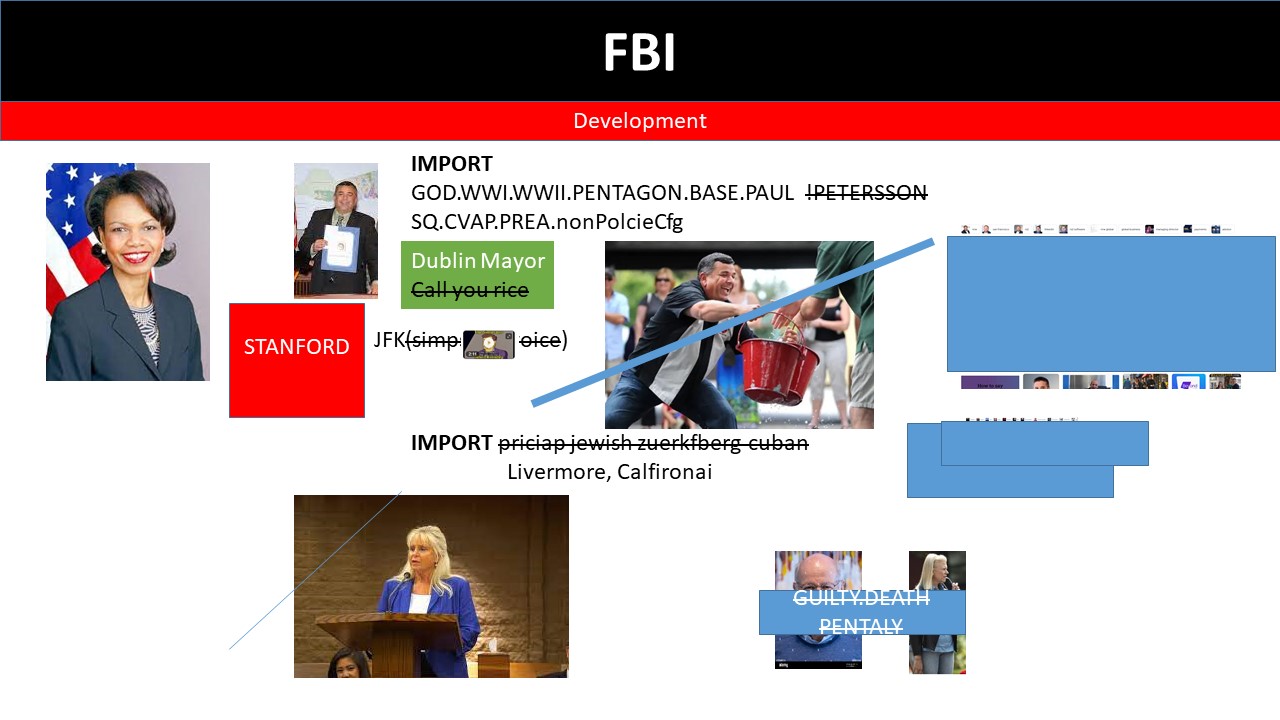 FBI
Development
IMPORT
GOD.WWI.WWII.PENTAGON.BASE.PAUL !PETERSSON
SQ.CVAP.PREA.nonPolcieCfg
Dublin Mayor
Call you rice
STANFORD
JFK(simp oice)
IMPORT priciap jewish zuerkfberg cuban
Livermore, Calfironai
GUILTY.DEATH
PENTALY